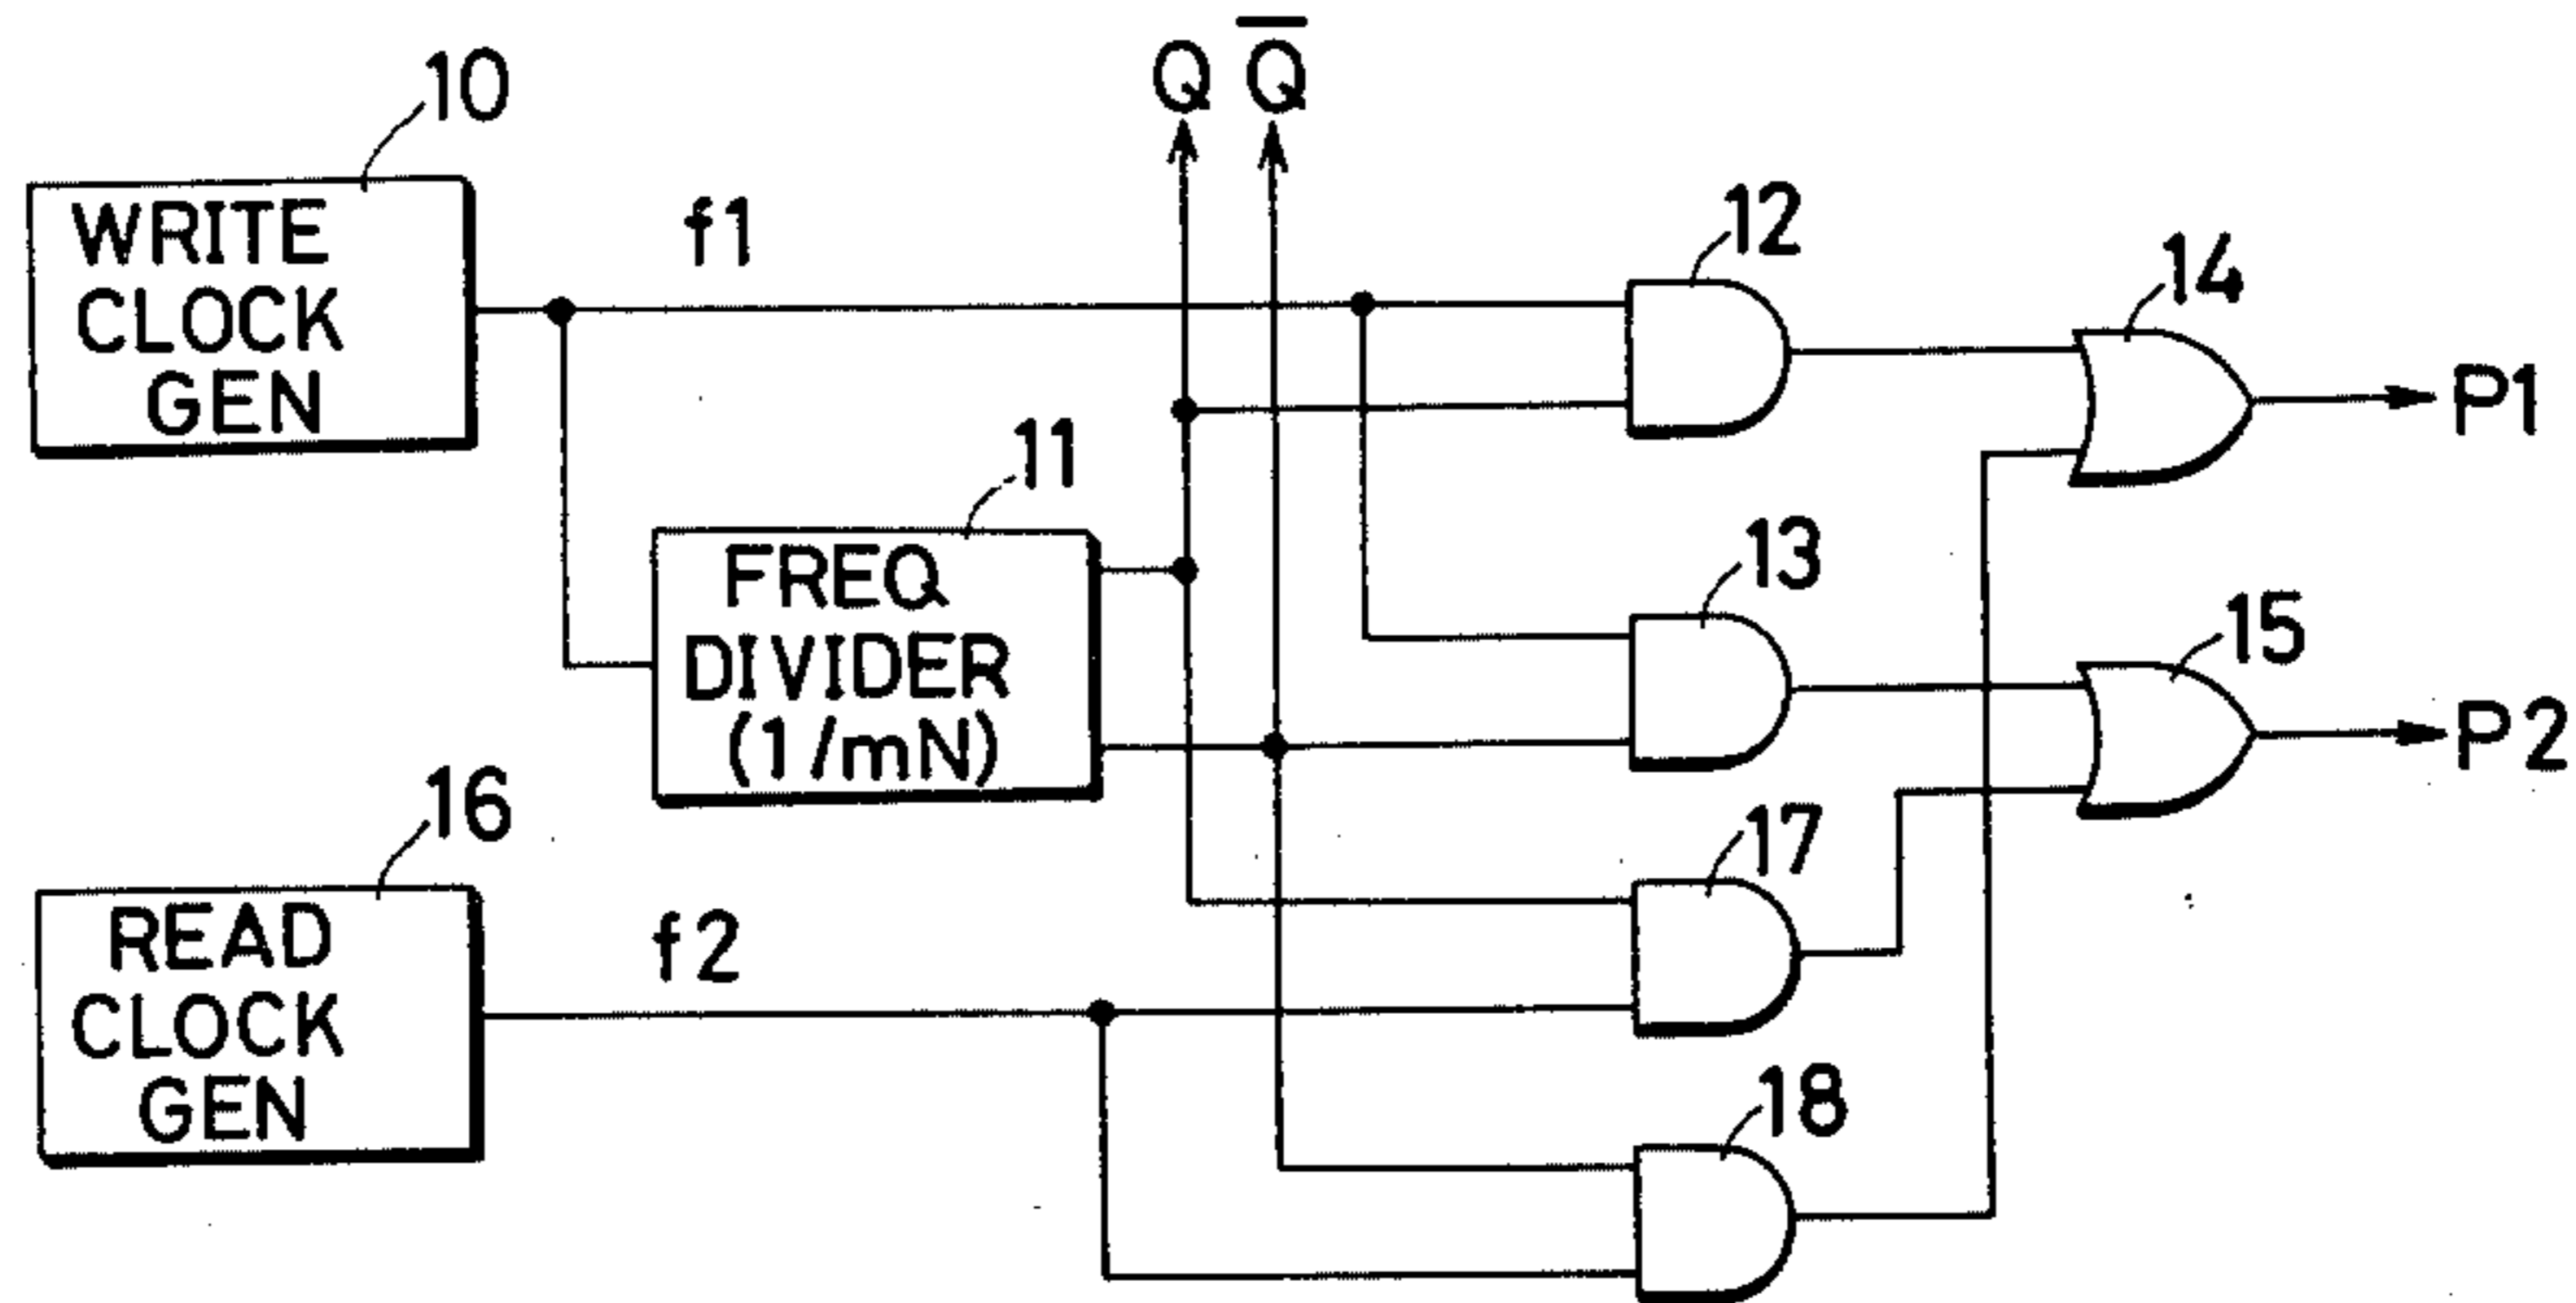 Q Q̅
10
WRITE
CLOCK
GEN
f1
12
14
P1
11
FREQ
DIVIDER
(1/mN)
13
15
P2
16
READ
CLOCK
GEN
f2
17
18